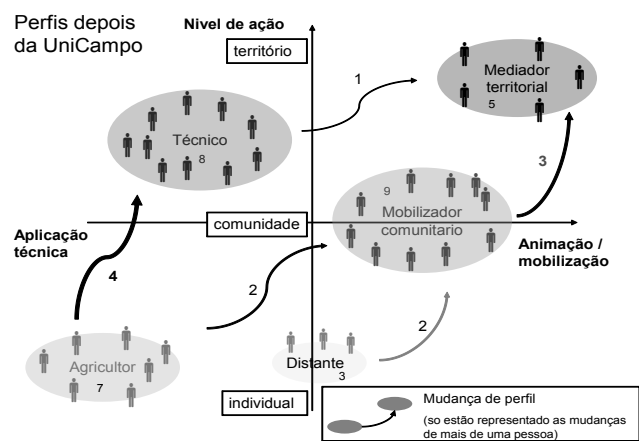 Perfis depois
da UniCampo
Nivel de ação
território
1
Mediador
territorial
5
Técnico
8
3
9
Mobilizador
comunitario
comunidade
Aplicação
técnica
Animação /
mobilização
4
2
2
Agricultor
7
Distante
3
individual
Mudança de perfil
(so estão representado as mudanças
de mais de uma pessoa)